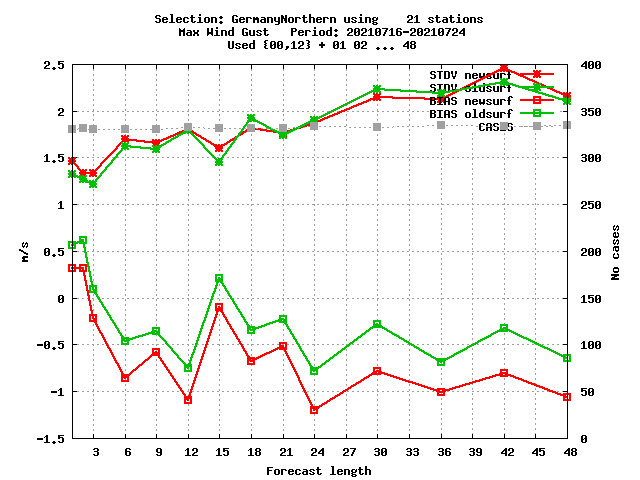 Selection: GermanyNorthern using    21 stations
Max Wind Gust   Period: 20210716-20210724
Used {00,12} + 01 02 ... 48
STDV newsurf
STDV oldsurf
BIAS newsurf
BIAS oldsurf
CASES
2.5
2
1.5
1
0.5
0
-0.5
-1
-1.5
m/s
400
350
300
250
200
150
100
50
0
No cases
3 6 9 12 15 18 21 24 27 30 33 36 39 42 45 48
Forecast length